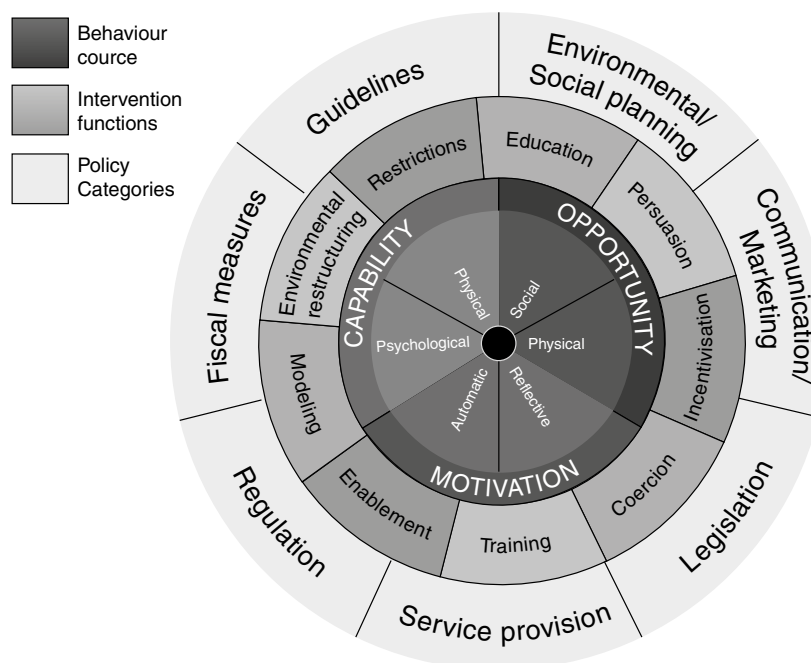 Behaviour
cource
Intervention
functions
Policy
Categories
Guidelines
Environmental/
Social planning
Communication/
Marketing
Legislation
Service provision
Regulation
Fiscal measures
Restrictions
Education
Persuasion
Incentivisation
Coercion
Training
Enablement
Modeling
Environmental
restructuring
CAPABILITY
OPPORTUNITY
MOTIVATION
Physical
Social
Psychological
Physical
Automatic
Reflective